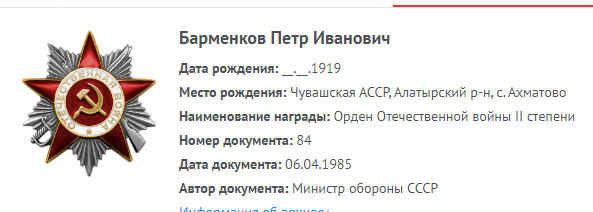 Барменков Петр Иванович
Дата рождения: __.__.1919
Место рождения: Чувашская АССР, Алатырский р-н, с. Ахматово
Наименование награды: Орден Отечественной войны II степени
Номер документа: 84
Дата документа: 06.04.1985
Автор документа: Министр обороны СССР
Информация об архиве:
ОТЕЧЕСТВЕННАЯ ВОЙНА